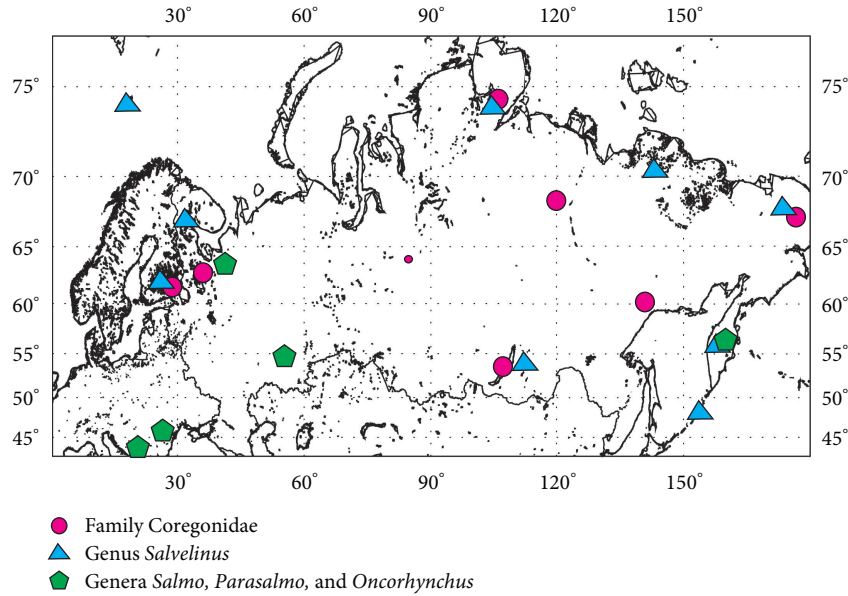 30° 60° 90° 120° 150°
75° 75°
70° 70°
65° 65°
60° 60°
55° 55°
50° 50°
45° 45°
30° 60° 90° 120° 150°
Family Coregonidae
Genus Salvelinus
Genera Salmo, Parasalmo, and Oncorhynchus